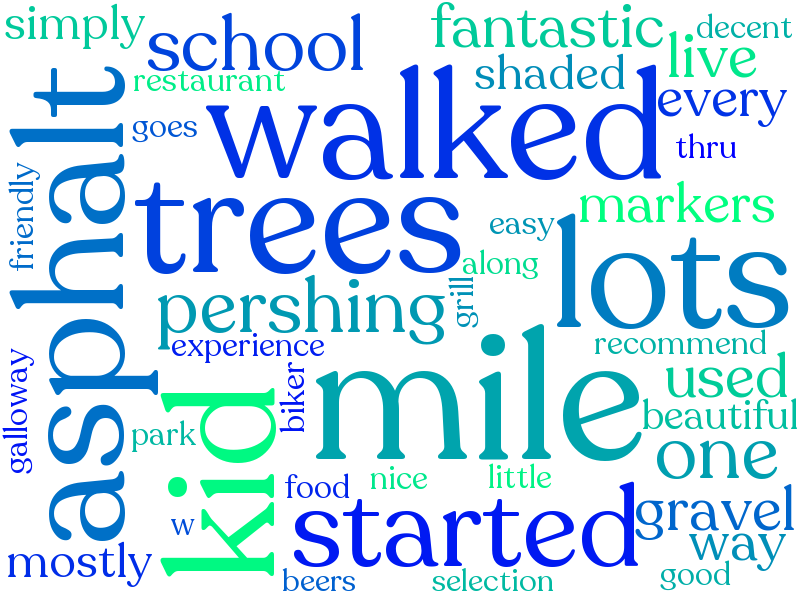 simply
school
fantastic
decent
live
restaurant
shaded
every
walked
goes
thru
asphalt
friendly
trees
markers
easy
lots
along
pershing
grill
experience
recommend
mile
used
galloway
biker
kid
beautiful
park
one
nice
little
food
started
gravel
w
way
mostly
beers
selection
good